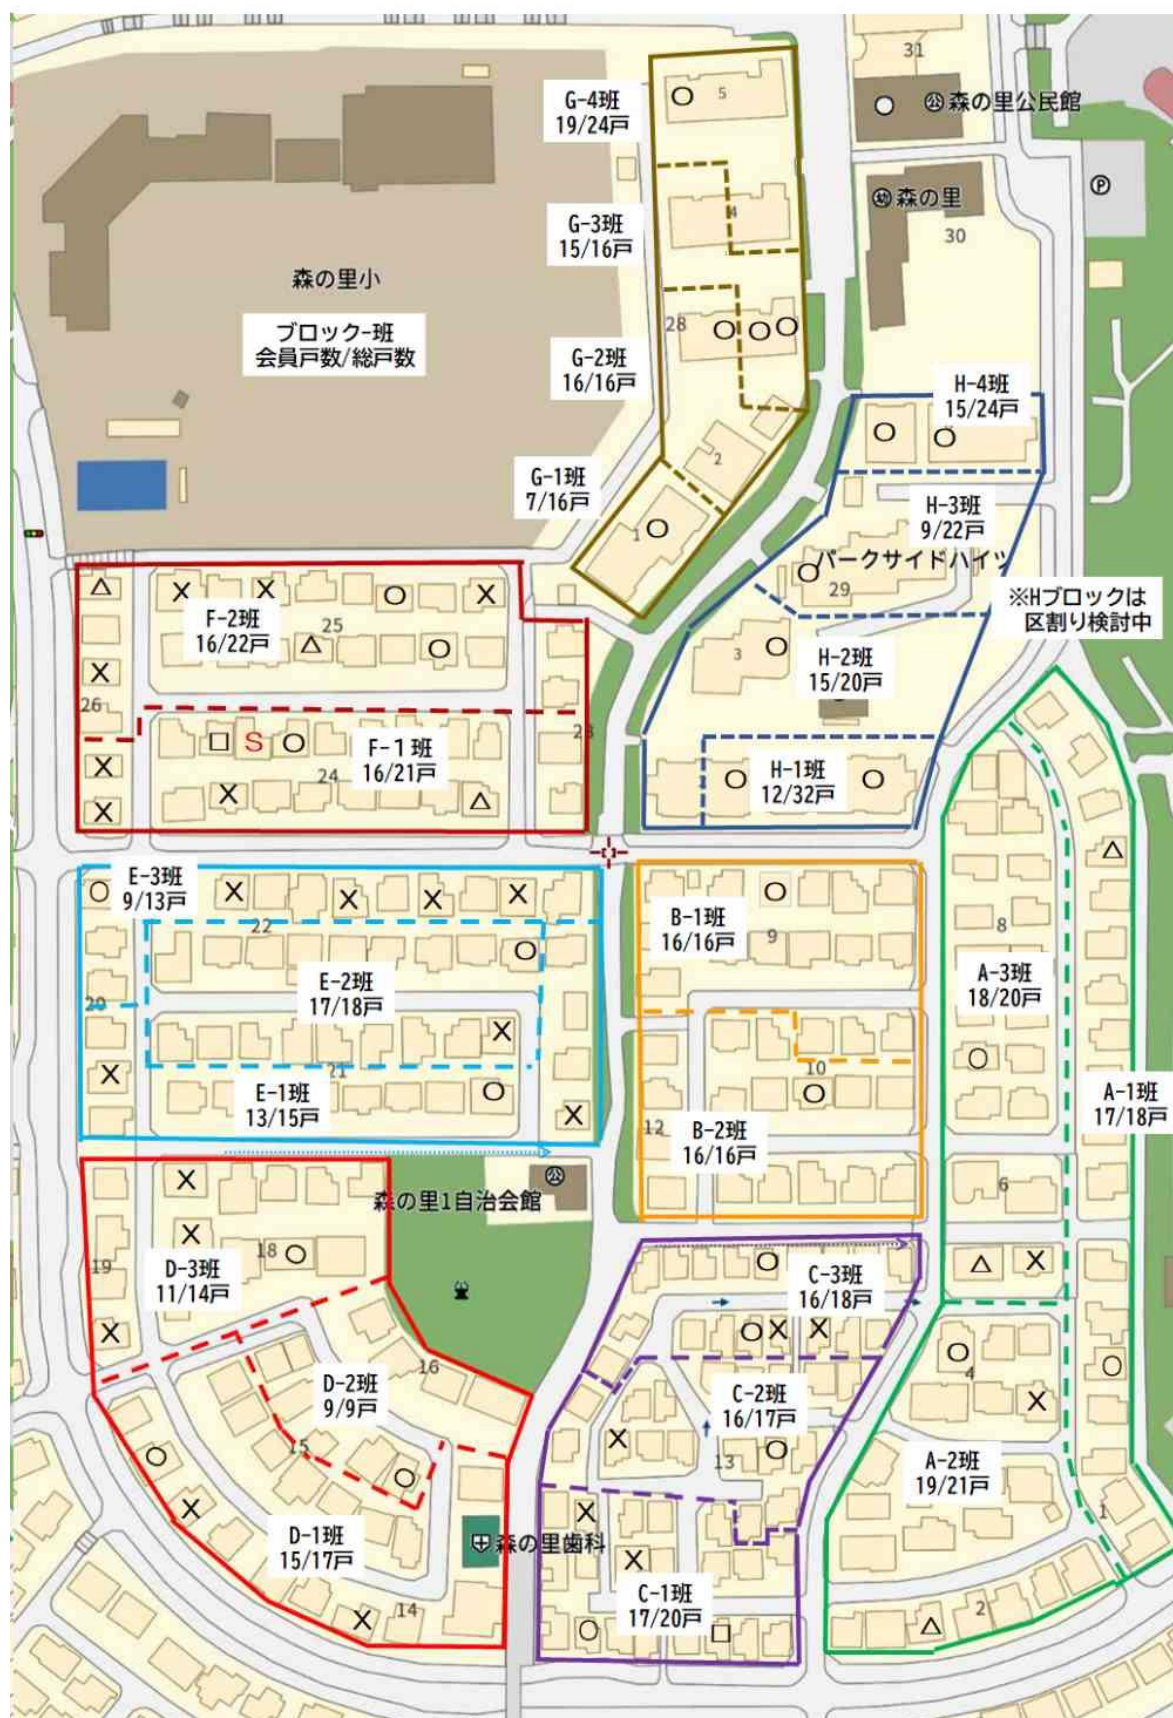 31
公 森の里公民館
G-4班
19/24戸
5
幼 森の里
P
30
G-3班
15/16戸
4
森の里小
ブロック-班
会員戸数/総戸数
28
G-2班
16/16戸
H-4班
15/24戸
2
G-1班
7/16戸
1
H-3班
9/22戸
パークサイドハイツ
29
※Hブロックは
区割り検討中
F-2班
16/22戸
25
26
3
H-2班
15/20戸
S
F-1班
16/21戸
23
24
H-1班
12/32戸
E-3班
9/13戸
22
B-1班
16/16戸
9
8
A-3班
18/20戸
E-2班
17/18戸
20
21
10
E-1班
13/15戸
A-1班
17/18戸
12
B-2班
16/16戸
公
森の里1自治会館
6
18
19
D-3班
11/14戸
C-3班
16/18戸
16
D-2班
9/9戸
4
C-2班
16/17戸
15
13
A-2班
19/21戸
1
D-1班
15/17戸
森の里歯科
C-1班
17/20戸
14
2